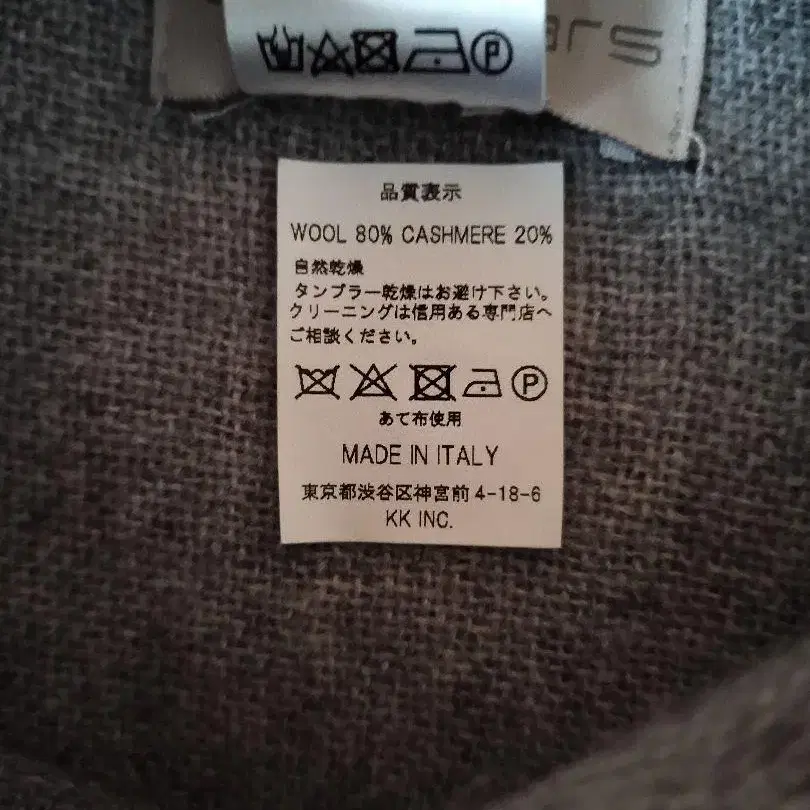 品質表示
WOOL 80% CASHMERE 20%
自然乾燥
タンブラー乾燥はお避け下さい。
クリーニングは信用ある専門店へ
ご相談ください。
P
あて布使用
MADE IN ITALY
東京都渋谷区神宮前4-18-6
KK INC.